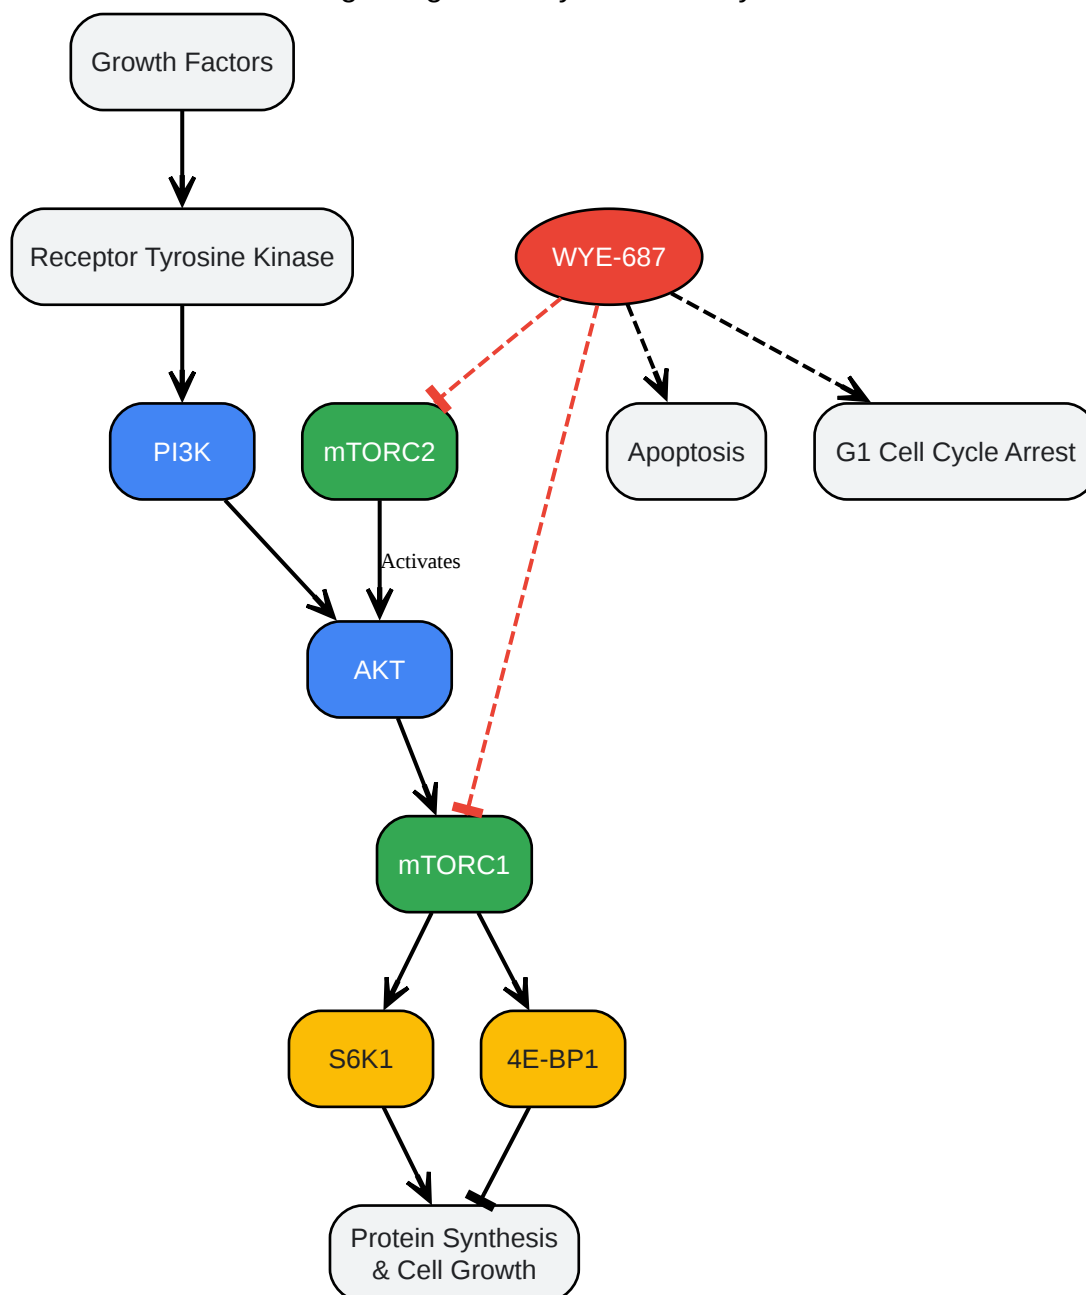 Growth Factors
Receptor Tyrosine Kinase
WYE-687
PI3K
mTORC2
Apoptosis
G1 Cell Cycle Arrest
Activates
AKT
mTORC1
S6K1
4E-BP1
Protein Synthesis
& Cell Growth